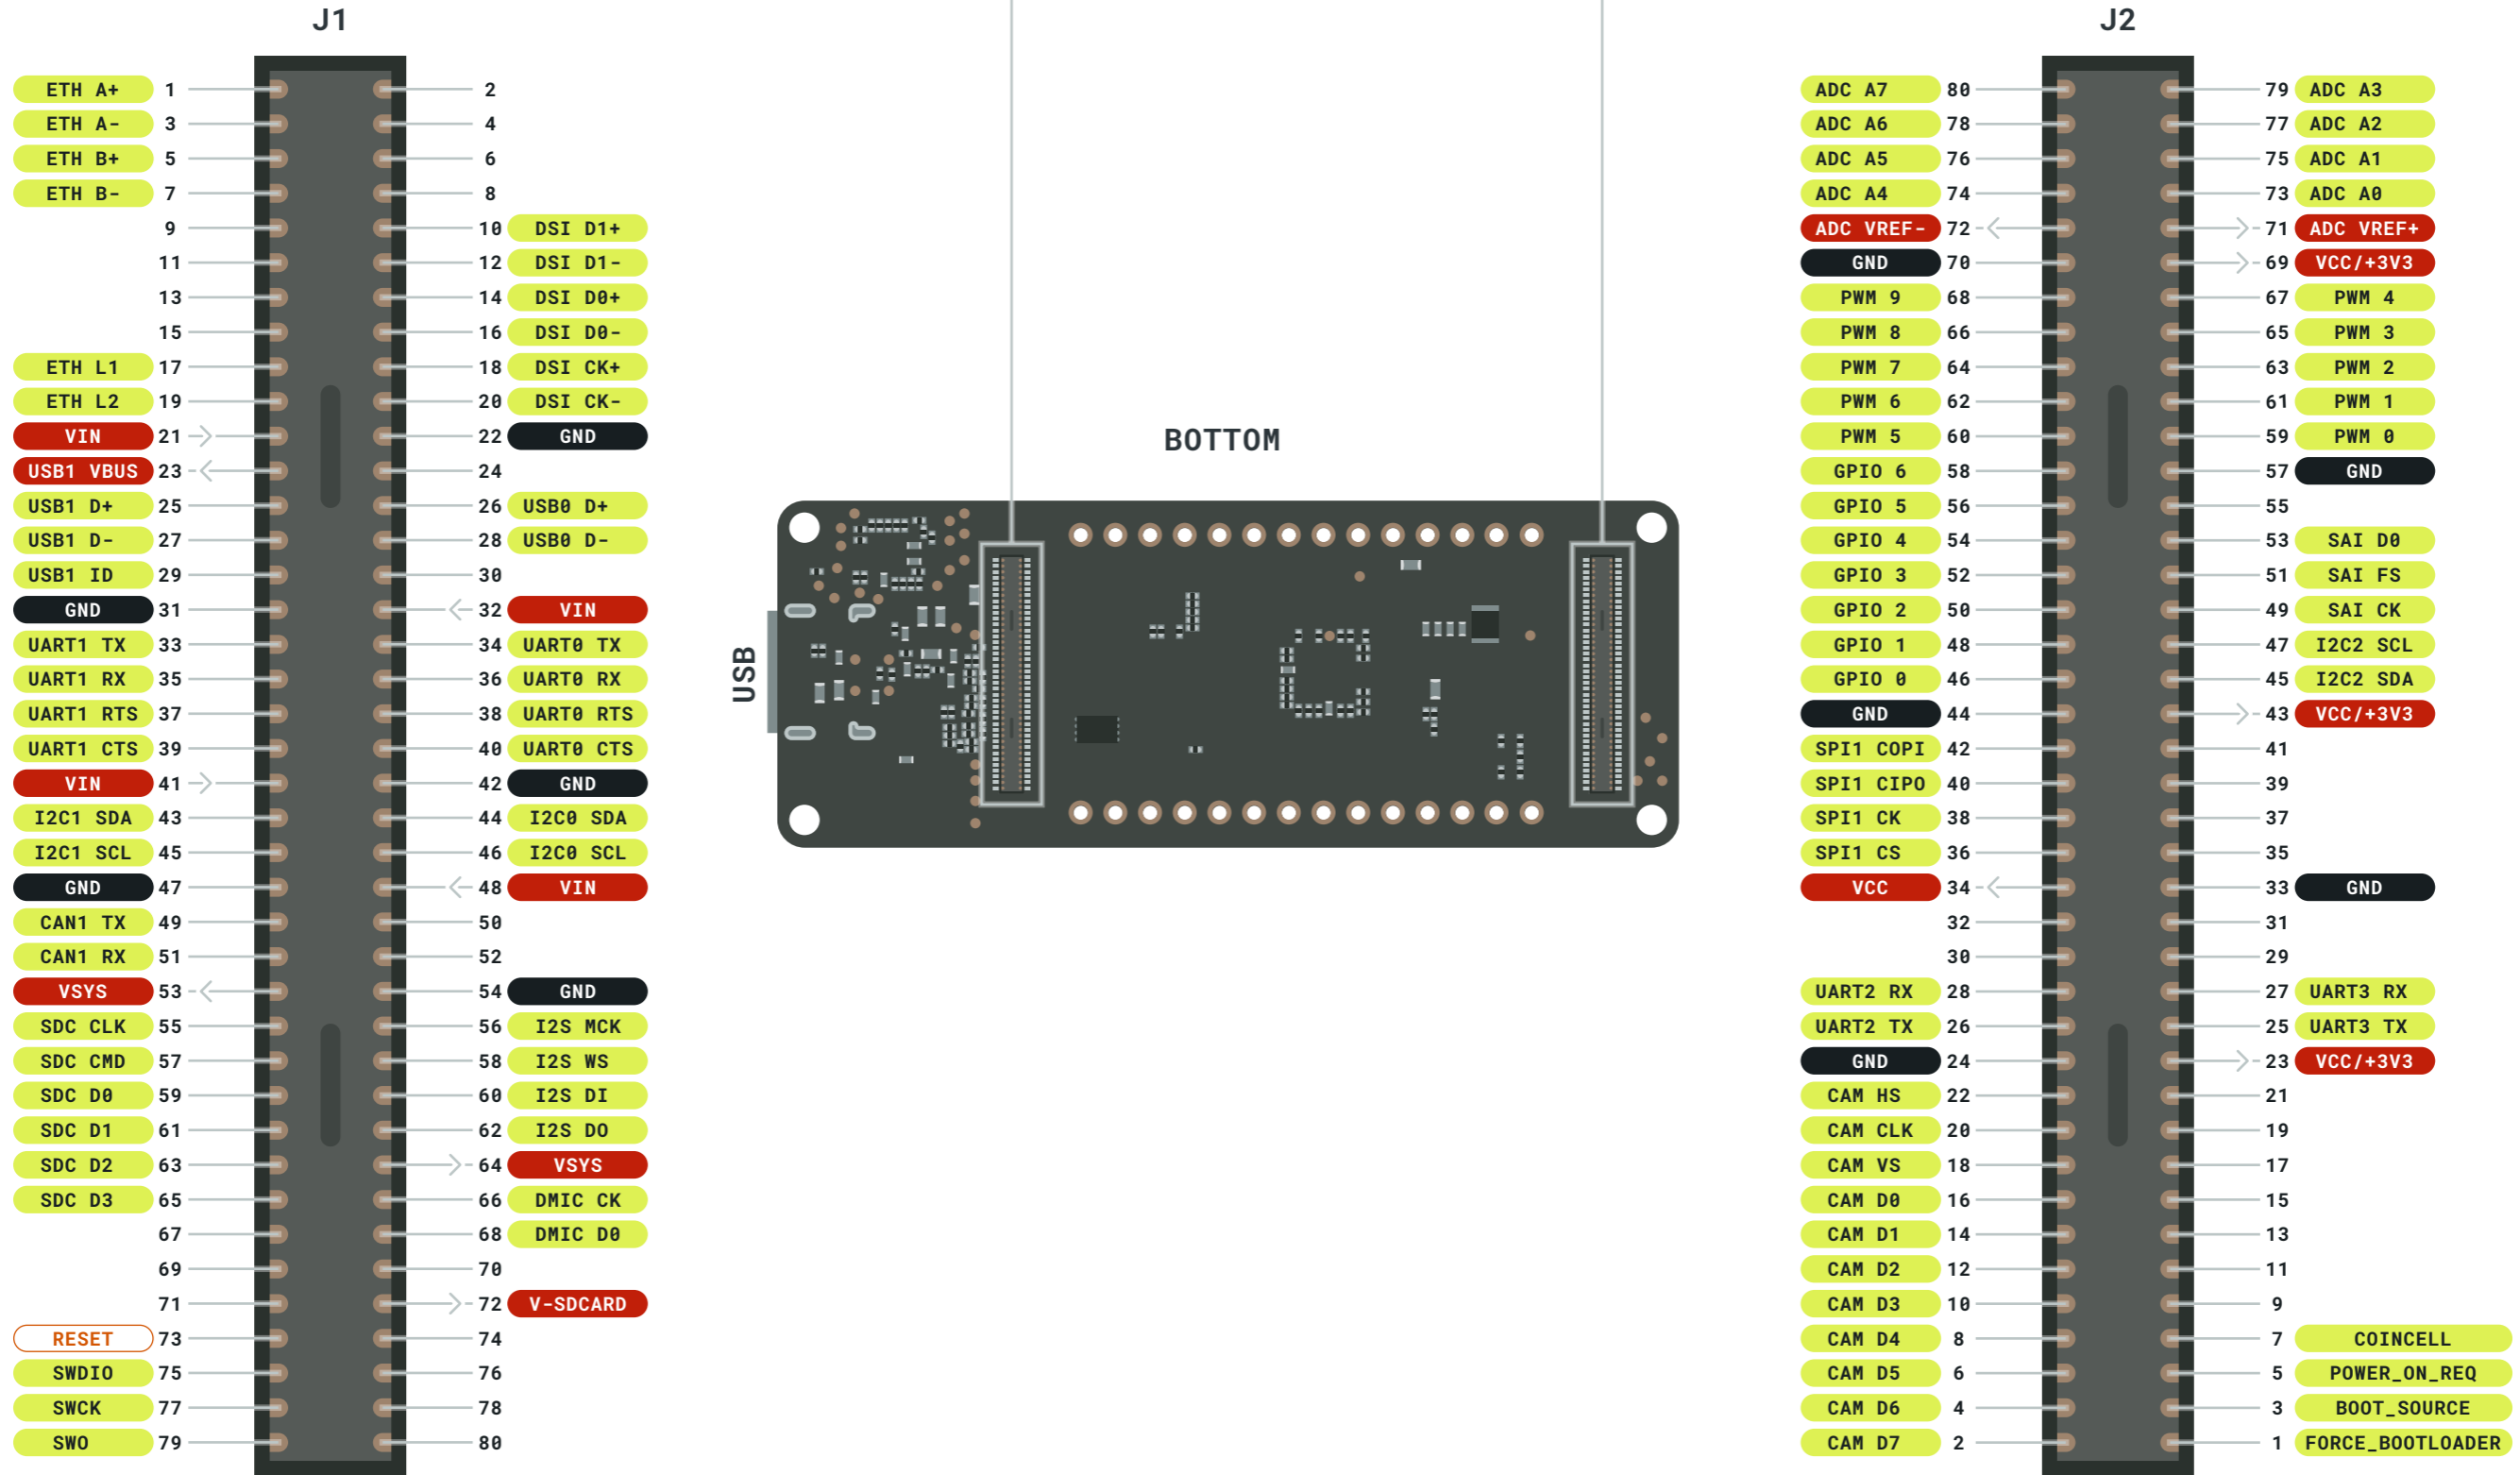 J1 J2
ETH A+ 1 2 ADC A7 80 79 ADC A3
ETH A- 3 4 ADC A6 78 77 ADC A2
ETH B+ 5 6 ADC A5 76 75 ADC A1
ETH B- 7 8 ADC A4 74 73 ADC A0
9 10 DSI D1+ ADC VREF- 72 71 ADC VREF+
11 12 DSI D1- GND 70 69 VCC/+3V3
13 14 DSI D0+ PWM 9 68 67 PWM 4
15 16 DSI D0- PWM 8 66 65 PWM 3
ETH L1 17 18 DSI CK+ PWM 7 64 63 PWM 2
ETH L2 19 20 DSI CK- PWM 6 62 61 PWM 1
VIN 21 22 GND BOTTOM PWM 5 60 59 PWM 0
USB1 VBUS 23 24 GPIO 6 58 57 GND
USB1 D+ 25 26 USB0 D+ GPIO 5 56 55
USB1 D- 27 28 USB0 D- GPIO 4 54 53 SAI D0
USB1 ID 29 30 GPIO 3 52 51 SAI FS
GND 31 32 VIN GPIO 2 50 49 SAI CK
UART1 TX 33 34 UART0 TX GPIO 1 48 47 I2C2 SCL
UART1 RX 35 36 UART0 RX USB GPIO 0 46 45 I2C2 SDA
UART1 RTS 37 38 UART0 RTS GND 44 43 VCC/+3V3
UART1 CTS 39 40 UART0 CTS SPI1 COPI 42 41
VIN 41 42 GND SPI1 CIPO 40 39
I2C1 SDA 43 44 I2C0 SDA SPI1 CK 38 37
I2C1 SCL 45 46 I2C0 SCL SPI1 CS 36 35
GND 47 48 VIN VCC 34 33 GND
CAN1 TX 49 50 32 31
CAN1 RX 51 52 30 29
VSYS 53 54 GND UART2 RX 28 27 UART3 RX
SDC CLK 55 56 I2S MCK UART2 TX 26 25 UART3 TX
SDC CMD 57 58 I2S WS GND 24 23 VCC/+3V3
SDC D0 59 60 I2S DI CAM HS 22 21
SDC D1 61 62 I2S DO CAM CLK 20 19
SDC D2 63 64 VSYS CAM VS 18 17
SDC D3 65 66 DMIC CK CAM D0 16 15
67 68 DMIC D0 CAM D1 14 13
69 70 CAM D2 12 11
71 72 V-SDCARD CAM D3 10 9
RESET 73 74 CAM D4 8 7 COINCELL
SWDIO 75 76 CAM D5 6 5 POWER_ON_REQ
SWCK 77 78 CAM D6 4 3 BOOT_SOURCE
SWO 79 80 CAM D7 2 1 FORCE_BOOTLOADER